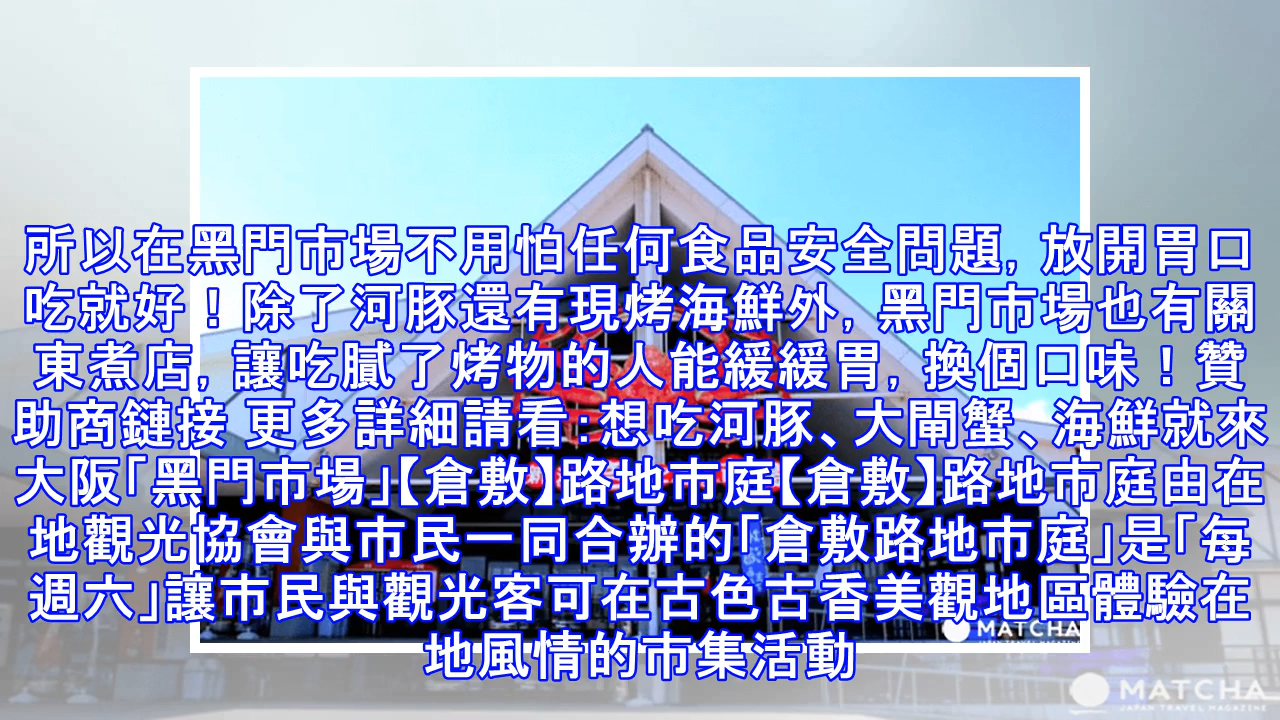 所以在黑門市場不用怕任何食品安全問題, 放開胃口
吃就好！除了河豚還有現烤海鮮外, 黑門市場也有關
東煮店, 讓吃膩了烤物的人能緩緩胃, 換個口味！贊
助商鏈接 更多詳細請看:想吃河豚、大閘蟹、海鮮就來
大阪「黑門市場」【倉敷】路地市庭【倉敷】路地市庭由在
地觀光協會與市民一同合辦的「倉敷路地市庭」是「每
週六」讓市民與觀光客可在古色古香美觀地區體驗在
地風情的市集活動
MATCHA
JAPAN TRAVEL MAGAZINE
MATCHA
JAPAN TRAVEL MAGAZINE